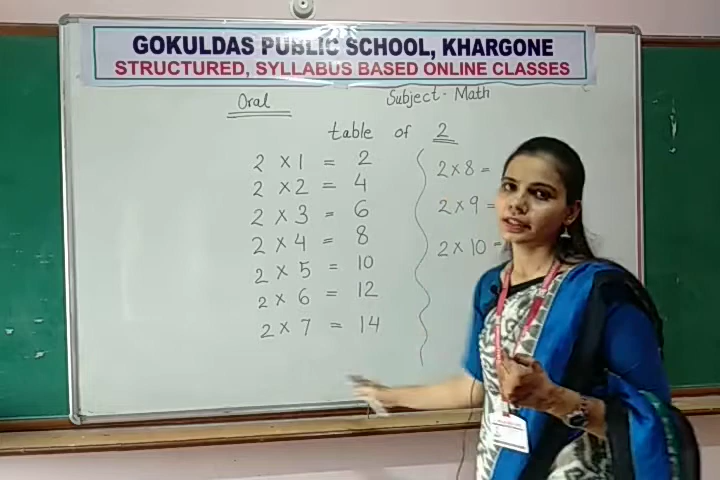 GOKULDAS PUBLIC SCHOOL, KHARGONE
STRUCTURED, SYLLABUS BASED ONLINE CLASSES
Oral
Subject - Math
table of 2
2 × 1 = 2
2 × 2 = 4
2 × 3 = 6
2 × 4 = 8
2 × 5 = 10
2 × 6 = 12
2 × 7 = 14
2 × 8 =
2 × 9 =
2 × 10 =